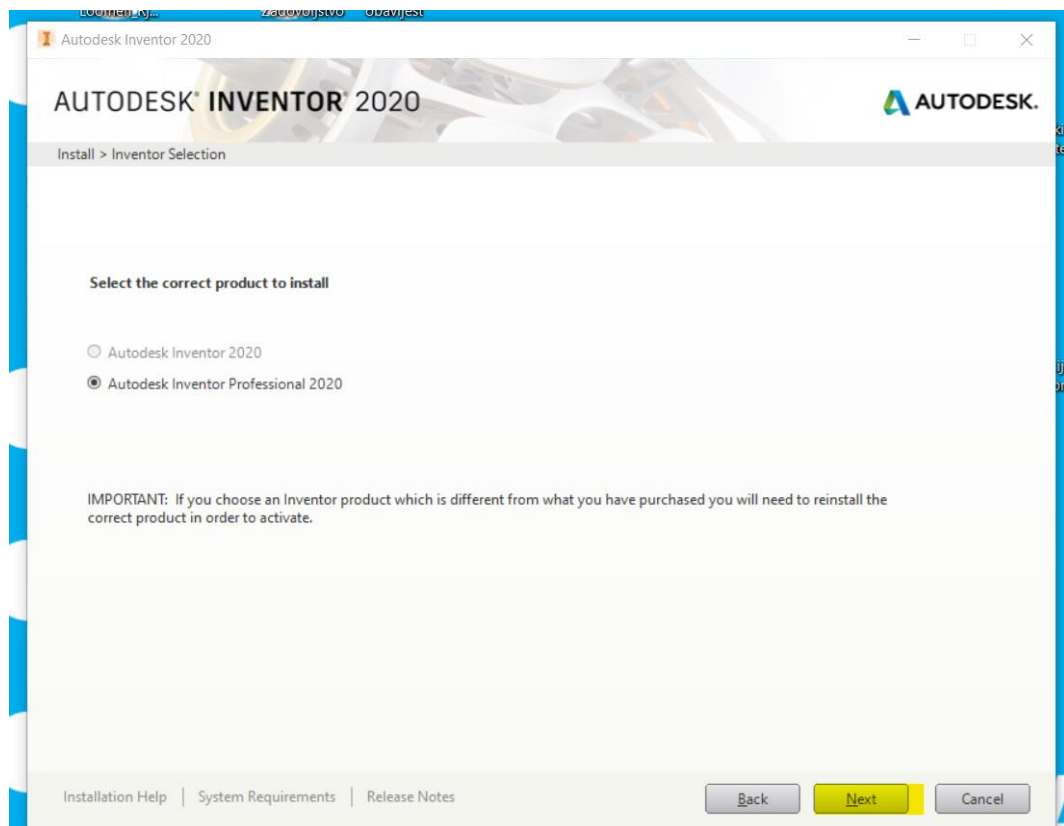 Zadovoljstvo obavijest
Autodesk Inventor 2020
AUTODESK® INVENTOR® 2020
AUTODESK.
Install > Inventor Selection
Select the correct product to install
Autodesk Inventor 2020
Autodesk Inventor Professional 2020
IMPORTANT: If you choose an Inventor product which is different from what you have purchased you will need to reinstall the
correct product in order to activate.
Installation Help | System Requirements | Release Notes
Back Next Cancel